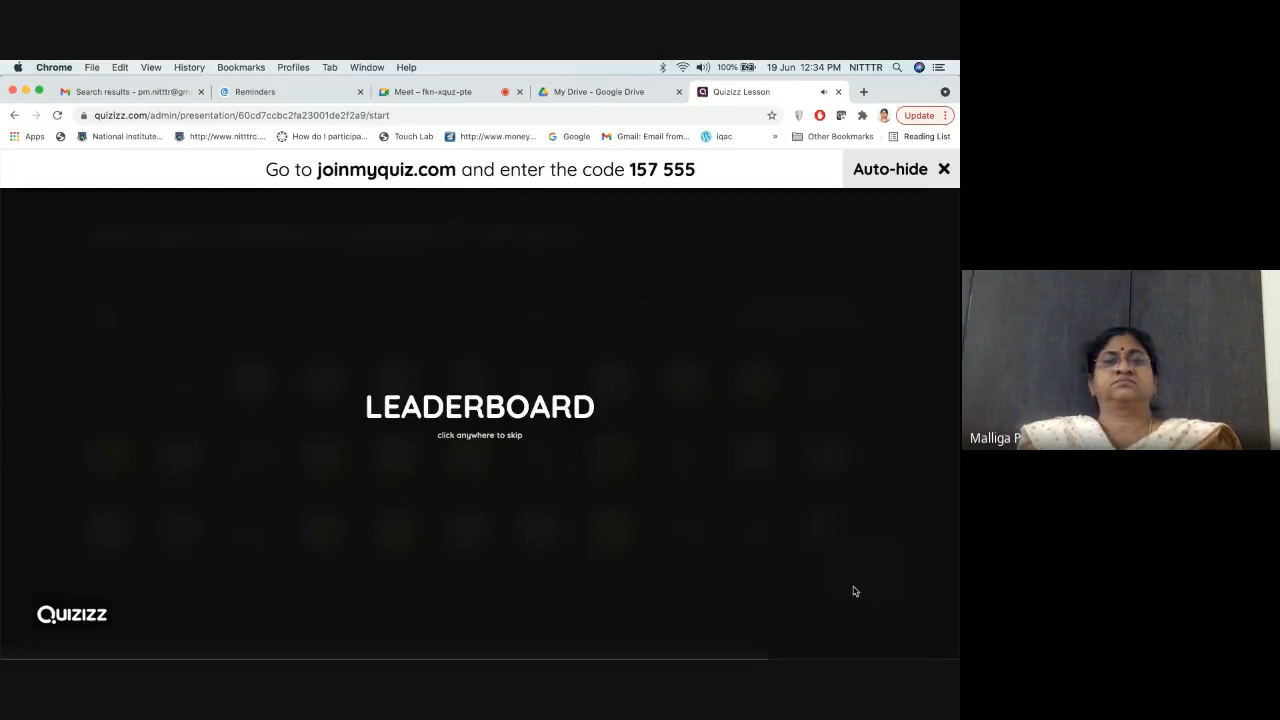 Chrome File Edit View History Bookmarks Profiles Tab Window Help 100% 19 Jun 12:34 PM NITTTR
Search results - pm.nitttr@gm Reminders Meet – fkn-xquz-pte My Drive - Google Drive Quizizz Lesson
quizizz.com/admin/presentation/60cd7ccbc2fa23001de2f2a9/start Update
Apps National Institute... http://www.nitttrc.... How do I participa... Touch Lab http://www.money... Google Gmail: Email from... iqac » Other Bookmarks Reading List
Go to joinmyquiz.com and enter the code 157 555 Auto-hide
LEADERBOARD
click anywhere to skip
Malliga P
Quizizz